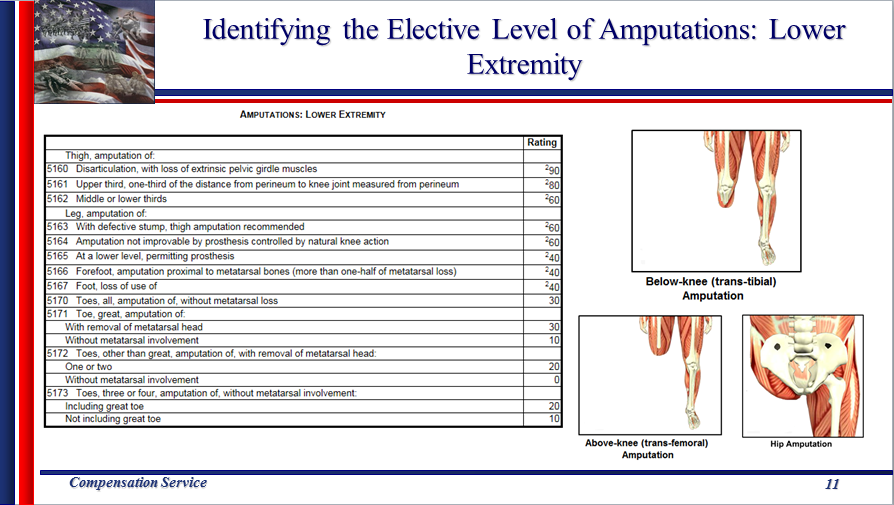 Identifying the Elective Level of Amputations: Lower
Extremity
AMPUTATIONS: LOWER EXTREMITY
Rating
Thigh, amputation of:
5160 Disarticulation, with loss of extrinsic pelvic girdle muscles ²90
5161 Upper third, one-third of the distance from perineum to knee joint measured from perineum ²80
5162 Middle or lower thirds ²60
Leg, amputation of:
5163 With defective stump, thigh amputation recommended ²60
5164 Amputation not improvable by prosthesis controlled by natural knee action ²60
5165 At a lower level, permitting prosthesis ²40
5166 Forefoot, amputation proximal to metatarsal bones (more than one-half of metatarsal loss) ²40
5167 Foot, loss of use of ²40
5170 Toes, all, amputation of, without metatarsal loss 30
5171 Toe, great, amputation of:
With removal of metatarsal head 30
Without metatarsal involvement 10
5172 Toes, other than great, amputation of, with removal of metatarsal head:
One or two 20
Without metatarsal involvement 0
5173 Toes, three or four, amputation of, without metatarsal involvement:
Including great toe 20
Not including great toe 10
Below-knee (trans-tibial)
Amputation
Above-knee (trans-femoral)
Amputation
Hip Amputation
Compensation Service
11